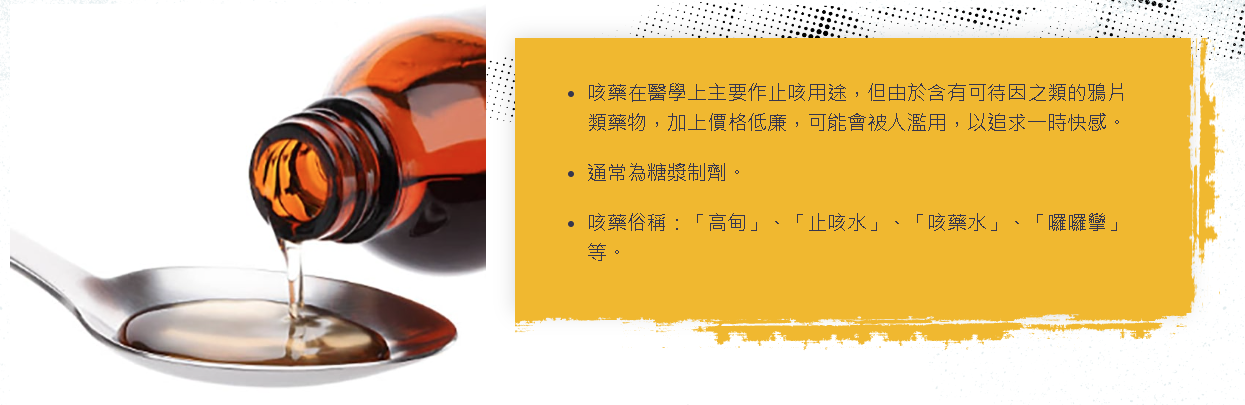 咳藥在醫學上主要作止咳用途，但由於含有可待因之類的鴉片
類藥物，加上價格低廉，可能會被人濫用，以追求一時快感。
通常為糖漿制劑。
咳藥俗稱：「高甸」、「止咳水」、「咳藥水」、「囉囉攣」
等。